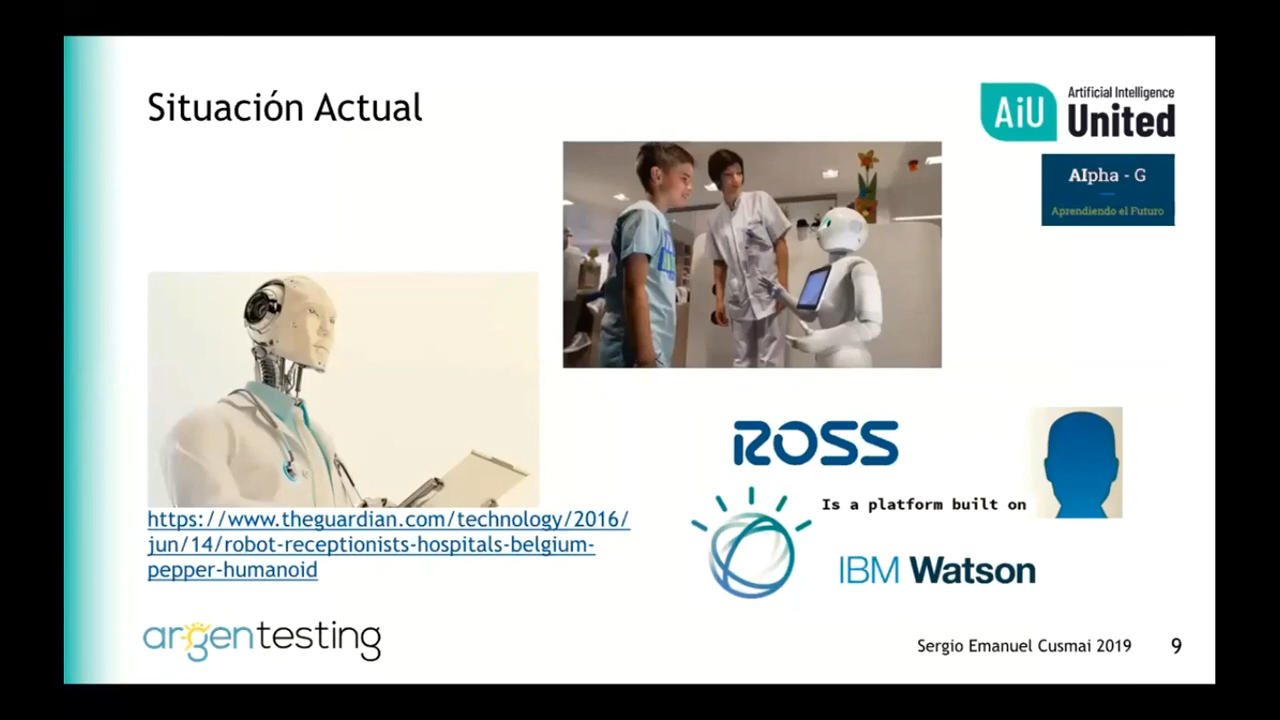 Situación Actual
AiU
Artificial Intelligence
United
AIpha - G
Aprendiendo el Futuro
ROSS
Is a platform built on
IBM Watson
https://www.theguardian.com/technology/2016/
jun/14/robot-receptionists-hospitals-belgium-
pepper-humanoid
argentesting
Sergio Emanuel Cusmai 2019
9